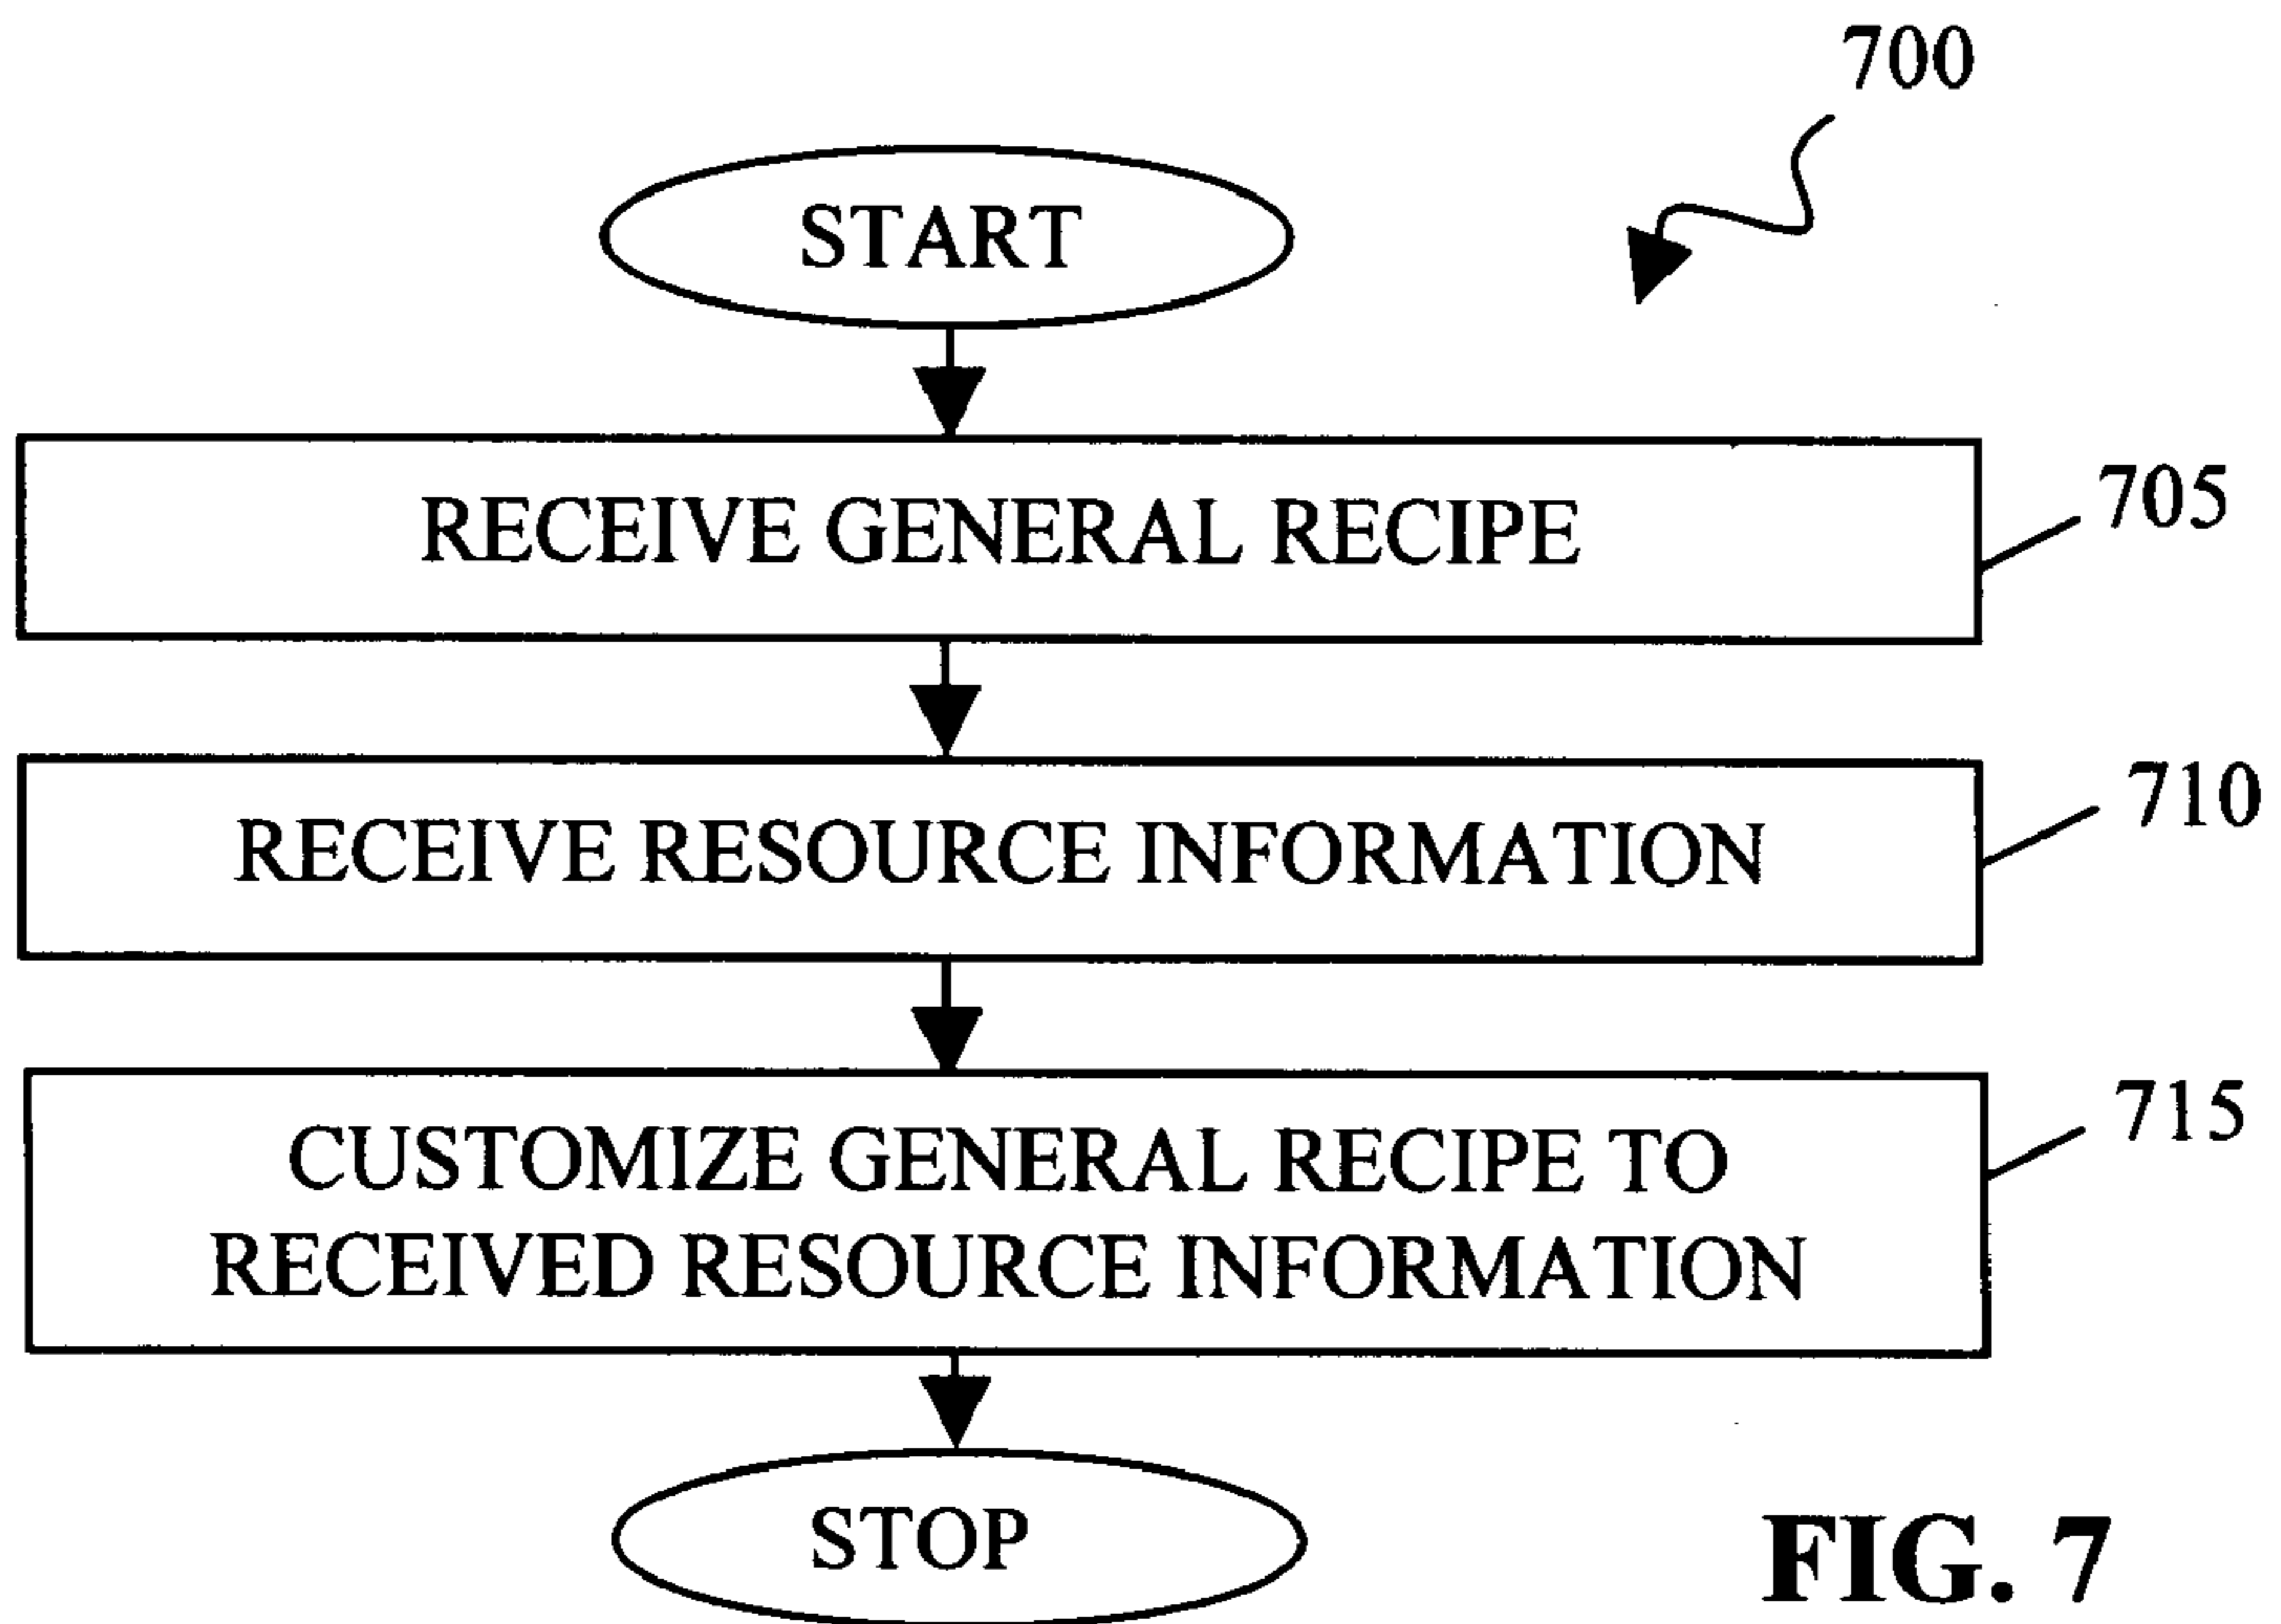 700
START
RECEIVE GENERAL RECIPE
705
RECEIVE RESOURCE INFORMATION
710
CUSTOMIZE GENERAL RECIPE TO
RECEIVED RESOURCE INFORMATION
715
STOP
FIG. 7